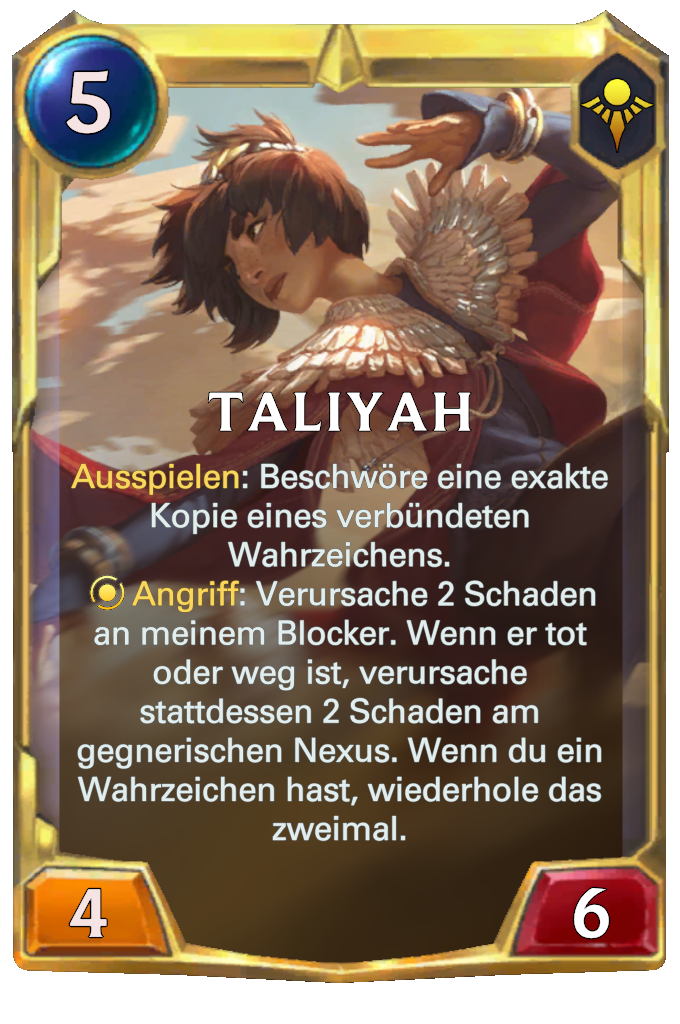 5
TALIYAH
Ausspielen: Beschwöre eine exakte
Kopie eines verbündeten
Wahrzeichens.
Angriff: Verursache 2 Schaden
an meinem Blocker. Wenn er tot
oder weg ist, verursache
stattdessen 2 Schaden am
gegnerischen Nexus. Wenn du ein
Wahrzeichen hast, wiederhole das
zweimal.
4
6